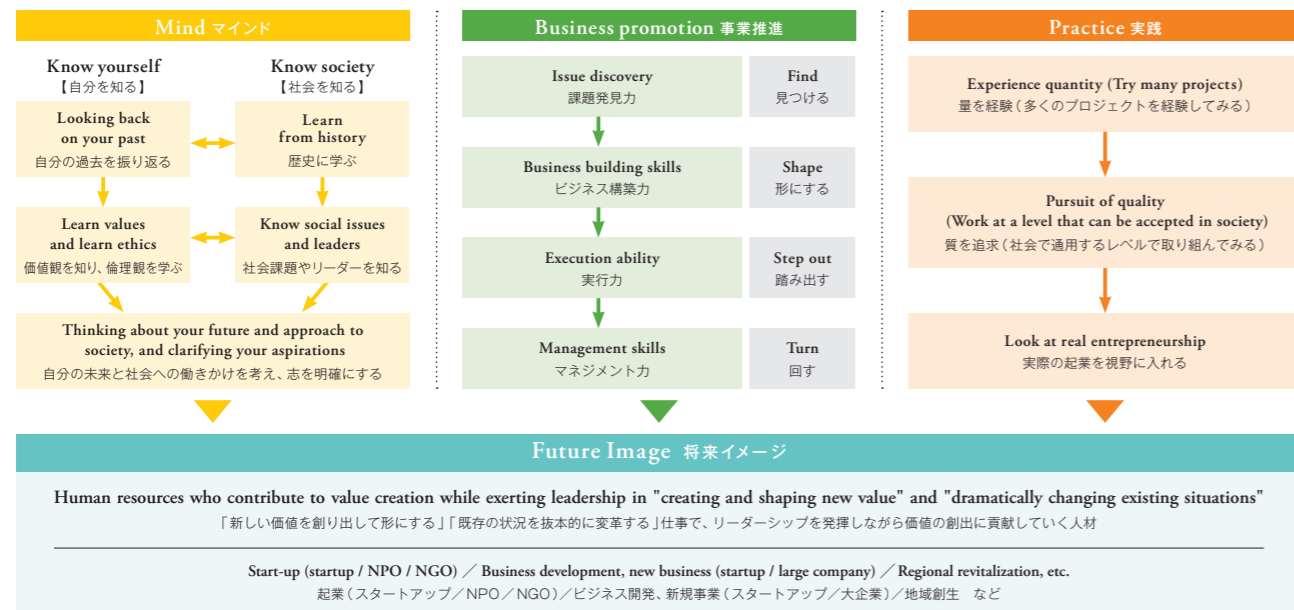 Mind マインド
Know yourself
【自分を知る】
Know society
【社会を知る】
Looking back
on your past
自分の過去を振り返る
Learn
from history
歴史に学ぶ
Learn values
and learn ethics
価値観を知り、倫理観を学ぶ
Know social issues
and leaders
社会課題やリーダーを知る
Thinking about your future and approach to
society, and clarifying your aspirations
自分の未来と社会への働きかけを考え、志を明確にする
Business promotion 事業推進
Issue discovery
課題発見力
Find
見つける
Business building skills
ビジネス構築力
Shape
形にする
Execution ability
実行力
Step out
踏み出す
Management skills
マネジメント力
Turn
回す
Practice 実践
Experience quantity (Try many projects)
量を経験（多くのプロジェクトを経験してみる）
Pursuit of quality
(Work at a level that can be accepted in society)
質を追求（社会で通用するレベルで取り組んでみる）
Look at real entrepreneurship
実際の起業を視野に入れる
Future Image 将来イメージ
Human resources who contribute to value creation while exerting leadership in "creating and shaping new value" and "dramatically changing existing situations"
「新しい価値を創り出して形にする」「既存の状況を抜本的に変革する」仕事で、リーダーシップを発揮しながら価値の創出に貢献していく人材
Start-up (startup / NPO / NGO) ／ Business development, new business (startup / large company) ／ Regional revitalization, etc.
起業（スタートアップ／NPO／NGO）／ビジネス開発、新規事業（スタートアップ／大企業）／地域創生　など